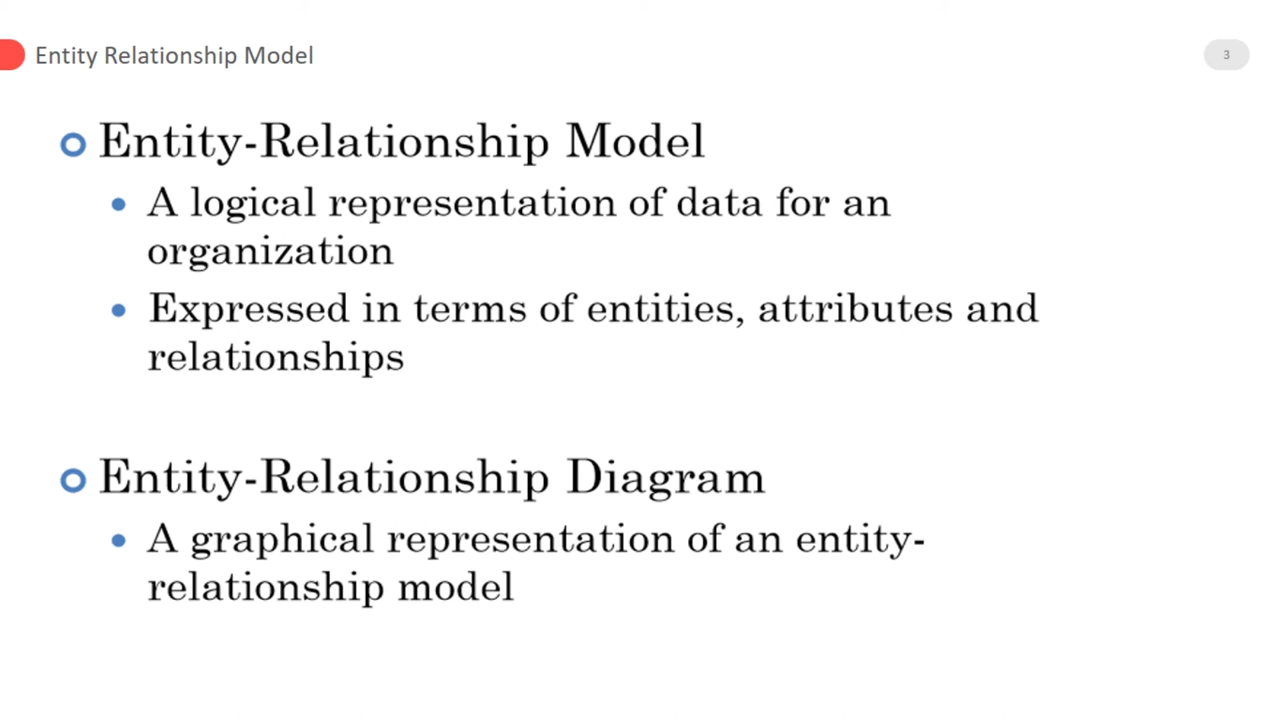 Entity Relationship Model
3
Entity-Relationship Model
A logical representation of data for an
organization
Expressed in terms of entities, attributes and
relationships
Entity-Relationship Diagram
A graphical representation of an entity-
relationship model